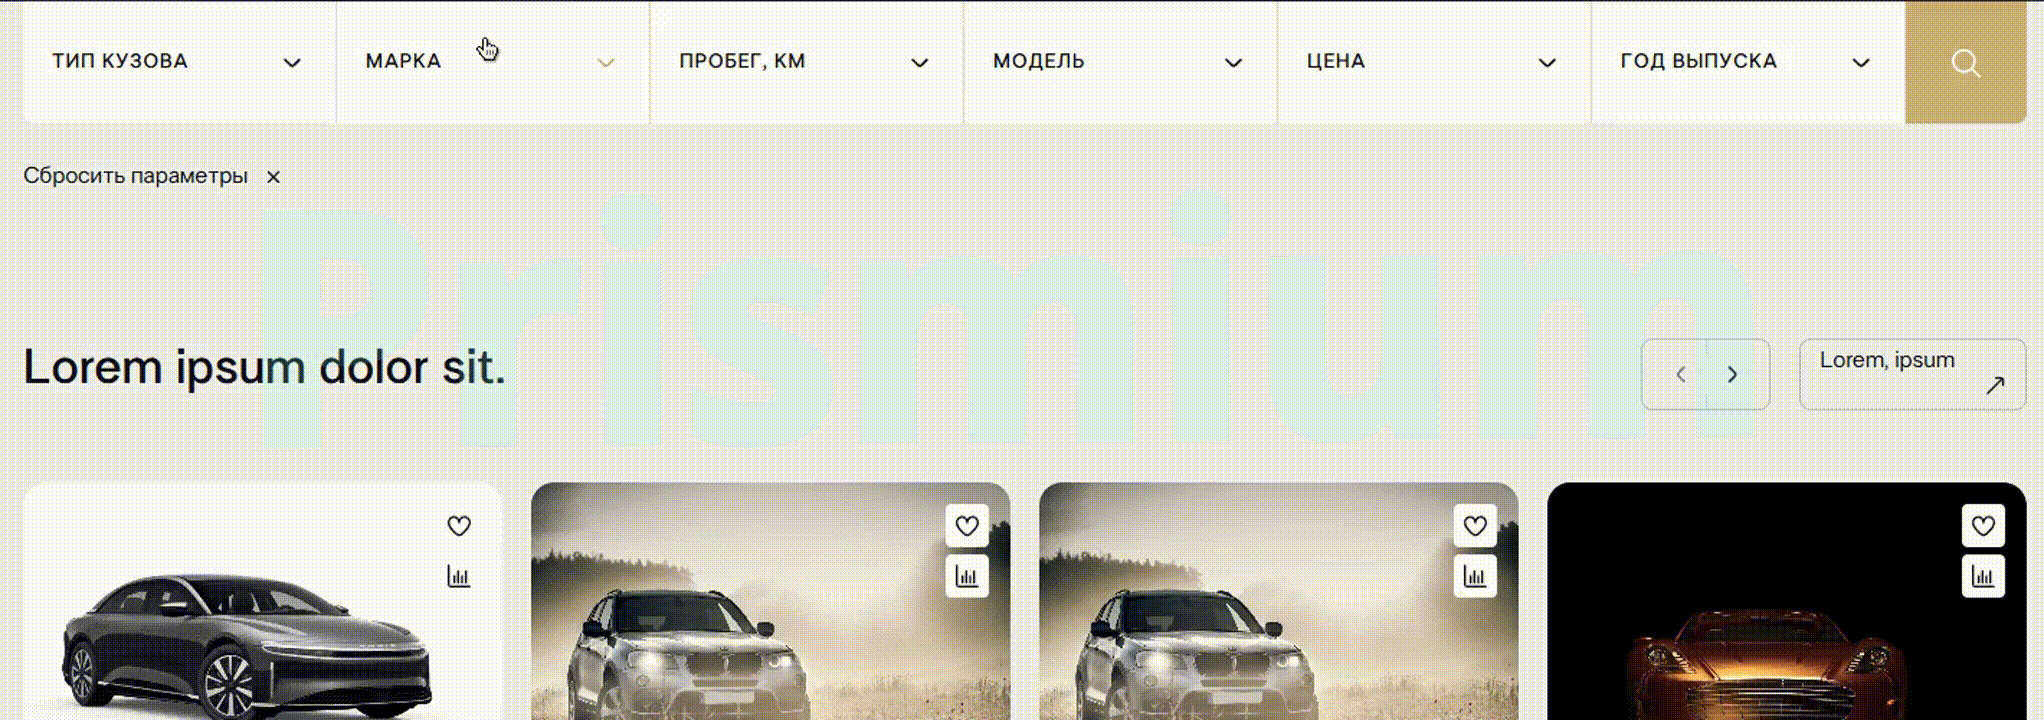 ТИП КУЗОВА
МАРКА
ПРОБЕГ, КМ
МОДЕЛЬ
ЦЕНА
ГОД ВЫПУСКА
Сбросить параметры ×
Prismium
Lorem ipsum dolor sit.
Lorem, ipsum